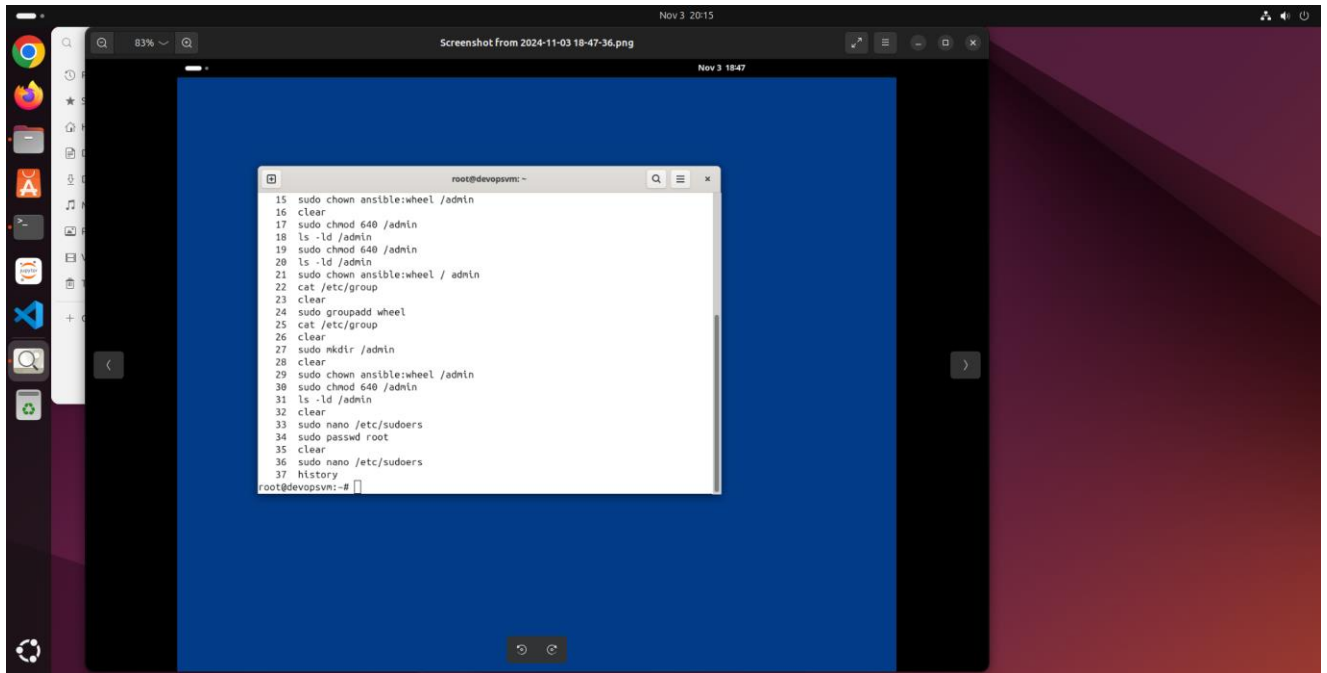 Nov 3 20:15
83%
Screenshot from 2024-11-03 18-47-36.png
Nov 3 18:47
root@devopsvm: ~
15 sudo chown ansible:wheel /admin
16 clear
17 sudo chmod 640 /admin
18 ls -ld /admin
19 sudo chmod 640 /admin
20 ls -ld /admin
21 sudo chown ansible:wheel / admin
22 cat /etc/group
23 clear
24 sudo groupadd wheel
25 cat /etc/group
26 clear
27 sudo mkdir /admin
28 clear
29 sudo chown ansible:wheel /admin
30 sudo chmod 640 /admin
31 ls -ld /admin
32 clear
33 sudo nano /etc/sudoers
34 sudo passwd root
35 clear
36 sudo nano /etc/sudoers
37 history
root@devopsvm:~#